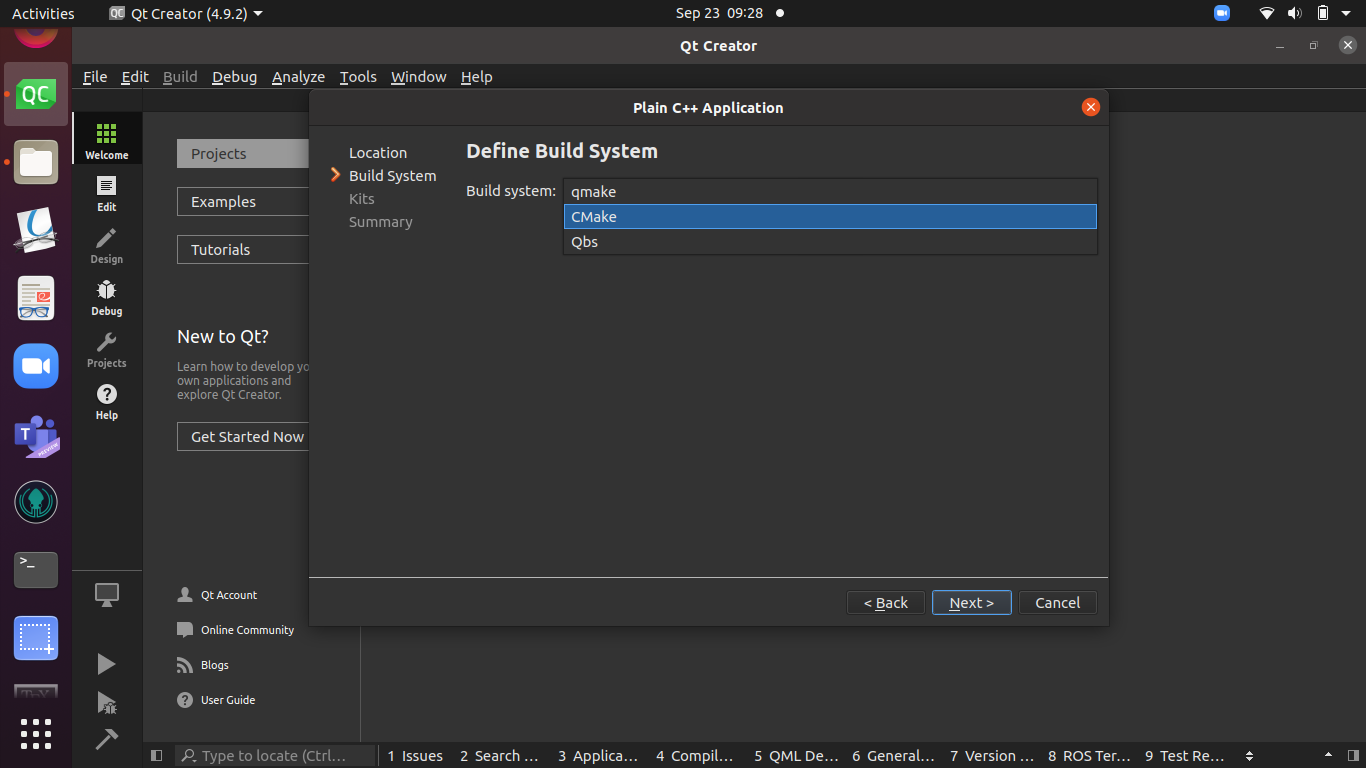 Activities
QC Qt Creator (4.9.2)
Sep 23 09:28
Qt Creator
File Edit Build Debug Analyze Tools Window Help
QC
Welcome
Edit
Design
Debug
Projects
Help
Projects
Examples
Tutorials
New to Qt?
Learn how to develop yo
own applications and
explore Qt Creator.
Get Started Now
Qt Account
Online Community
Blogs
User Guide
Plain C++ Application
Location
Build System
Kits
Summary
Define Build System
Build system:
qmake
CMake
Qbs
< Back
Next >
Cancel
T
PREVIEW
>_
Type to locate (Ctrl...
1 Issues
2 Search ...
3 Applica...
4 Compil...
5 QML De...
6 General...
7 Version ...
8 ROS Ter...
9 Test Re...